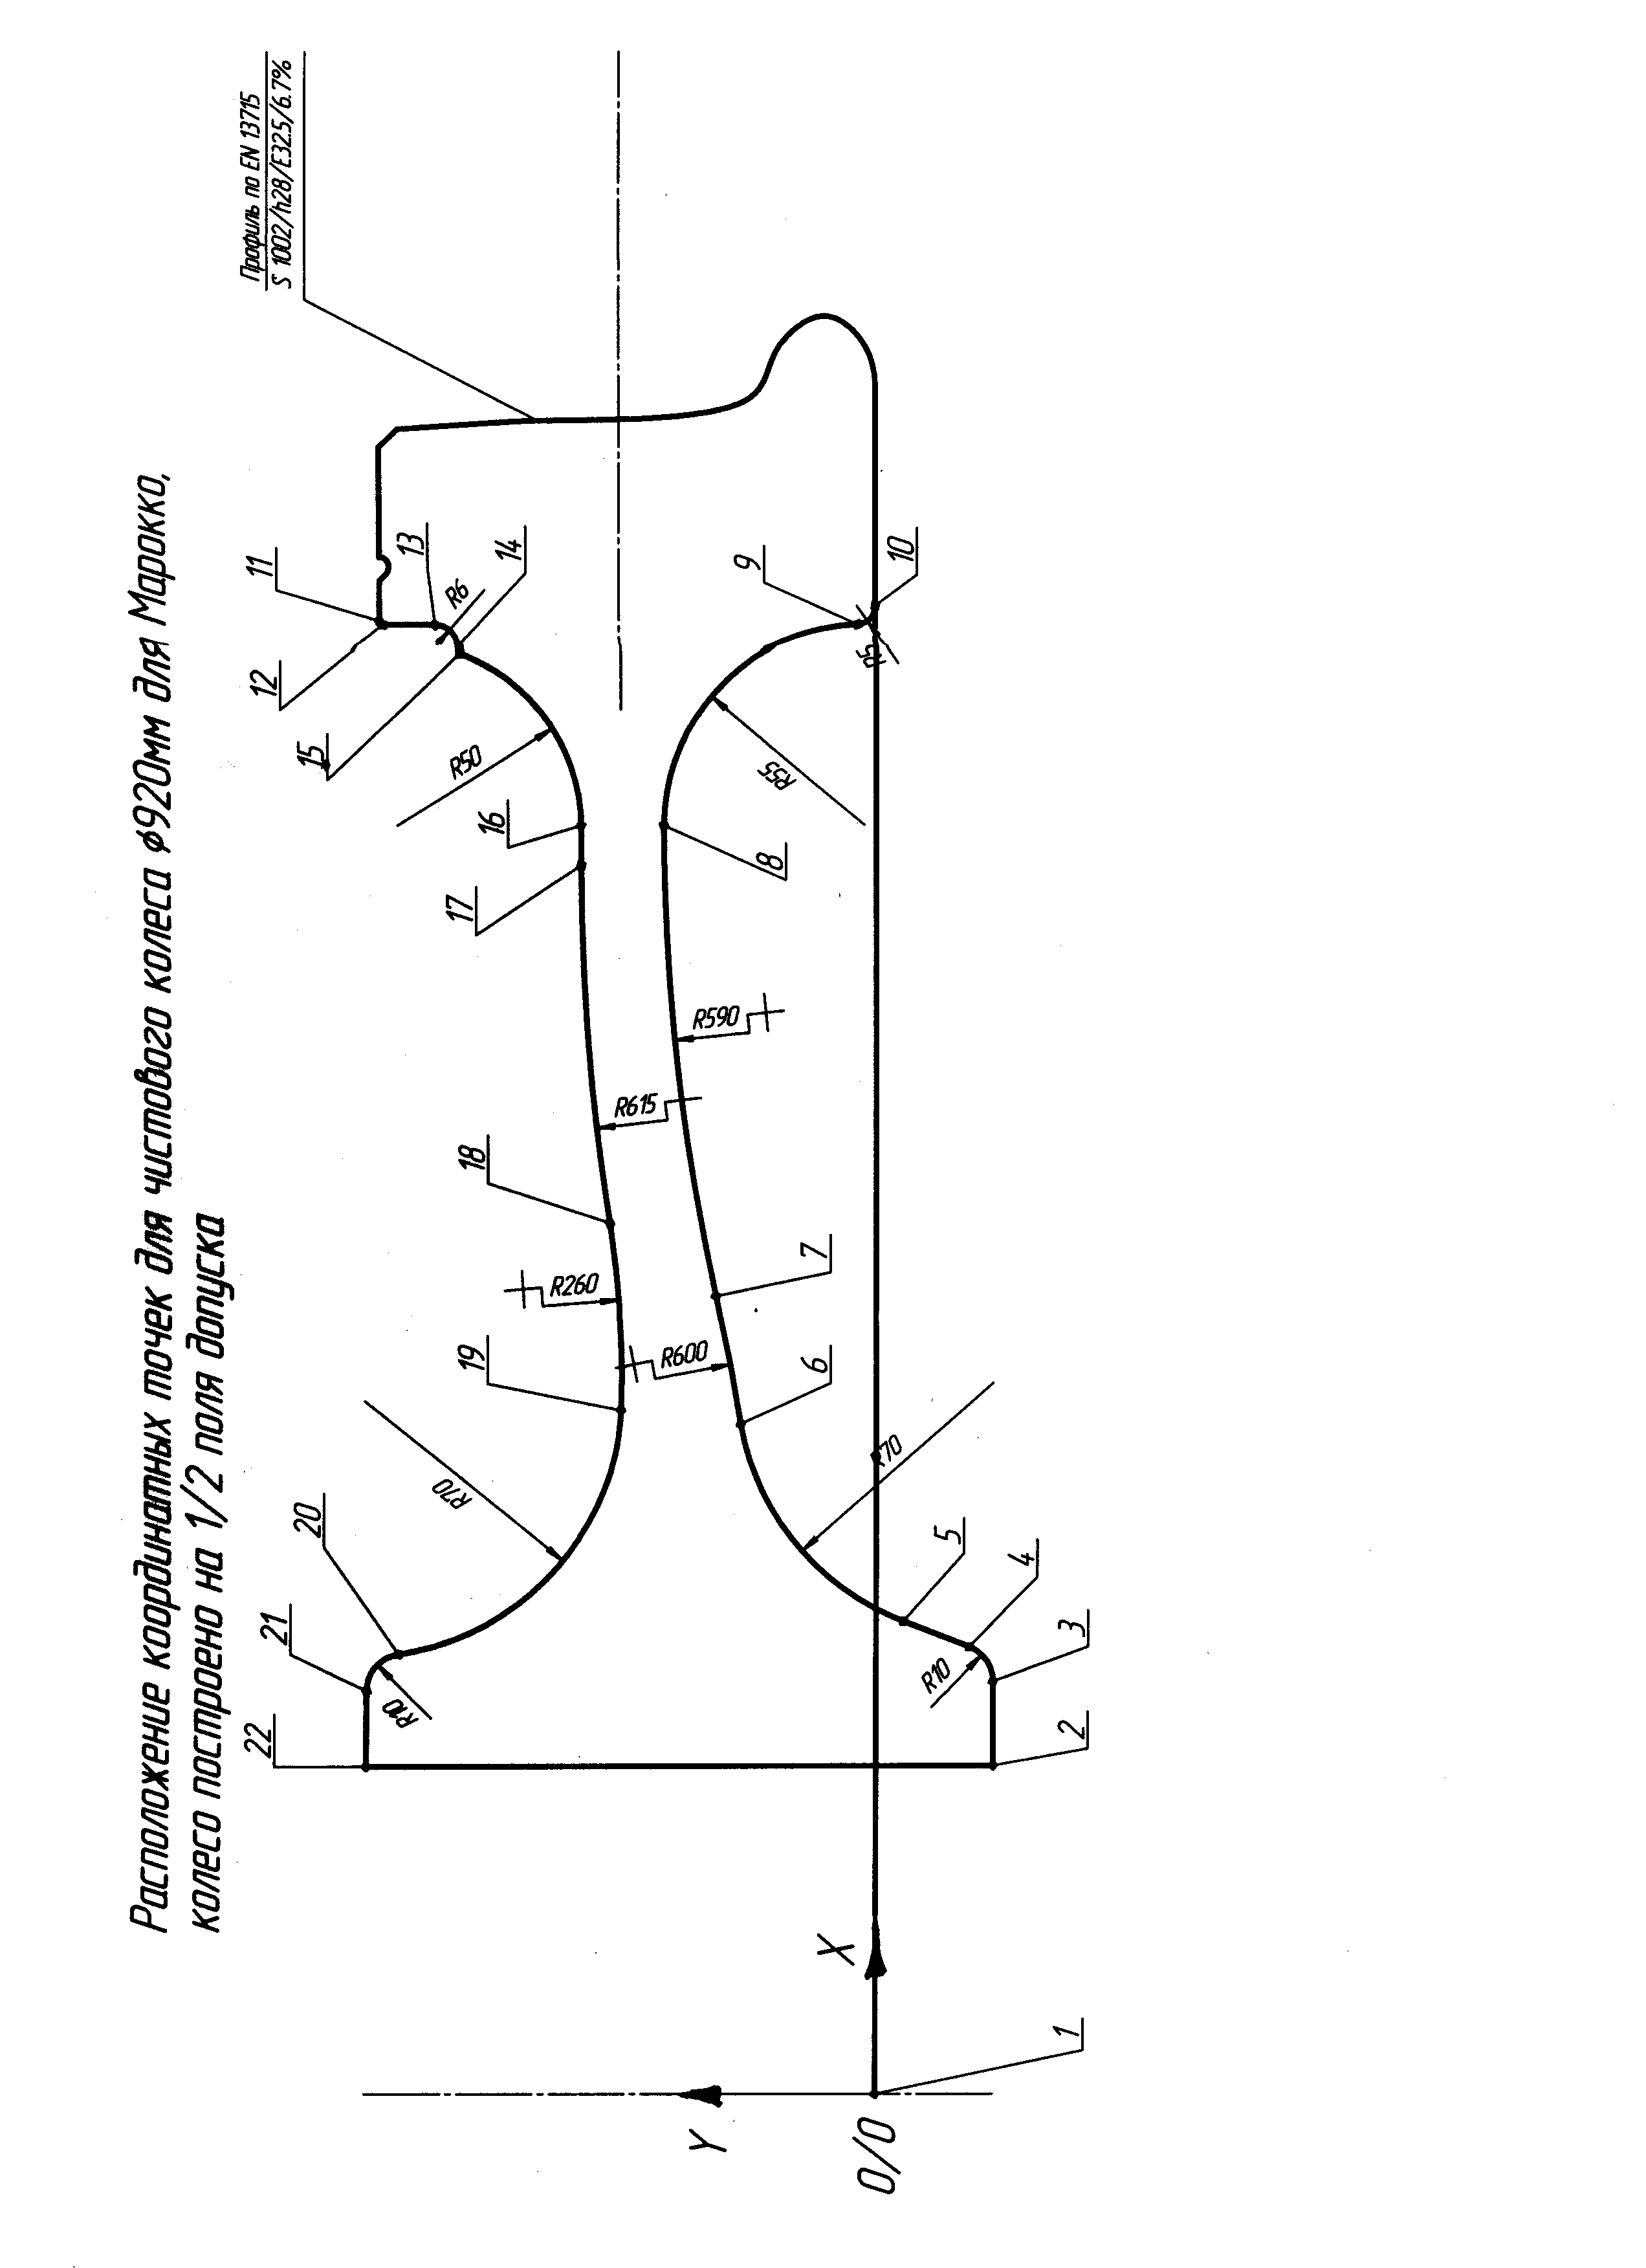 Расположение координатных точек для чистового колеса ϕ920мм для Марокко,
колесо построено на 1/2 поля допуска
Профиль по EN 13715
S 1002/h28/E32.5/6.7%
11
12
13
14
15
R6
R50
16
17
9
10
R5
R55
8
R590
R615
18
R260
19
R600
7
6
R70
R70
20
21
22
R10
R10
5
4
3
2
X
Y
0/0
1